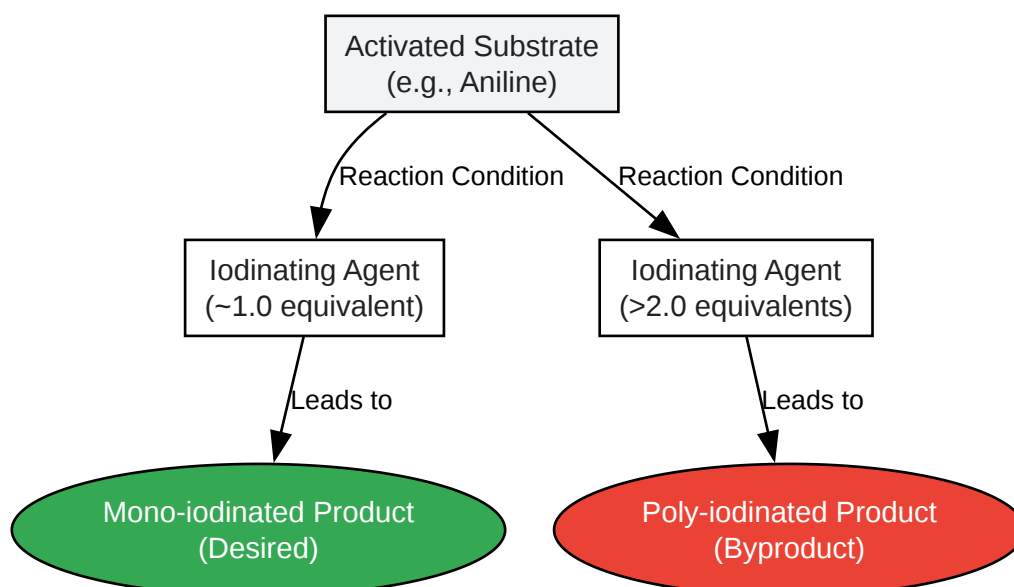 Activated Substrate
(e.g., Aniline)
Reaction Condition
Reaction Condition
Iodinating Agent
(~1.0 equivalent)
Iodinating Agent
(>2.0 equivalents)
Leads to
Leads to
Mono-iodinated Product
(Desired)
Poly-iodinated Product
(Byproduct)